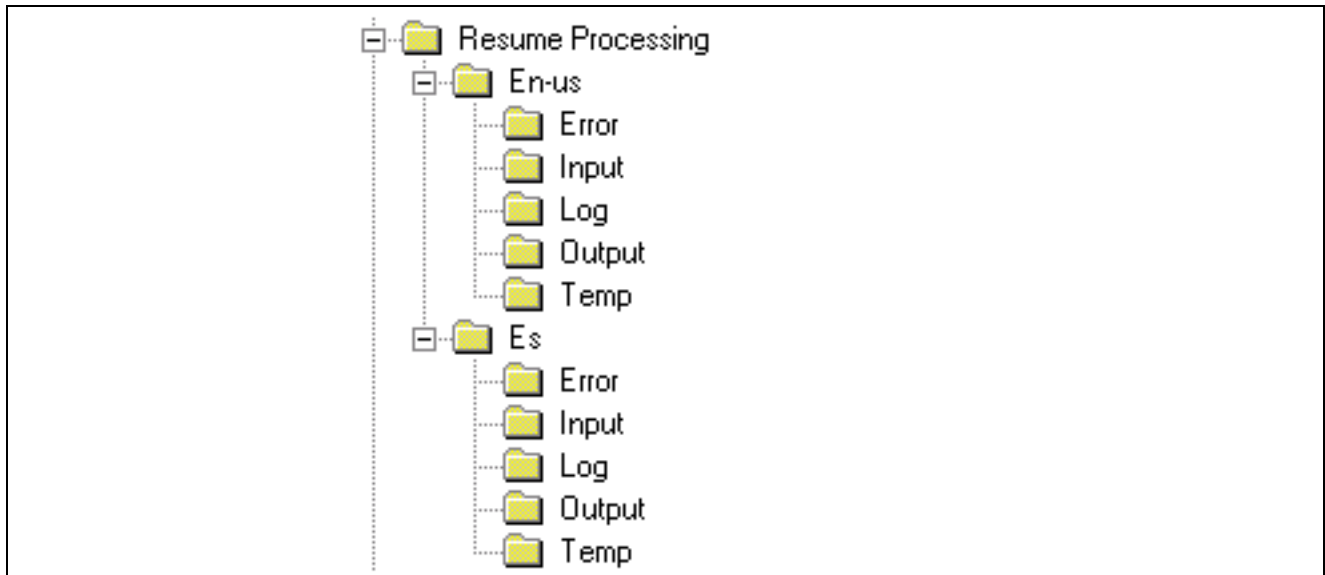 Resume Processing
En-us
Error
Input
Log
Output
Temp
Es
Error
Input
Log
Output
Temp